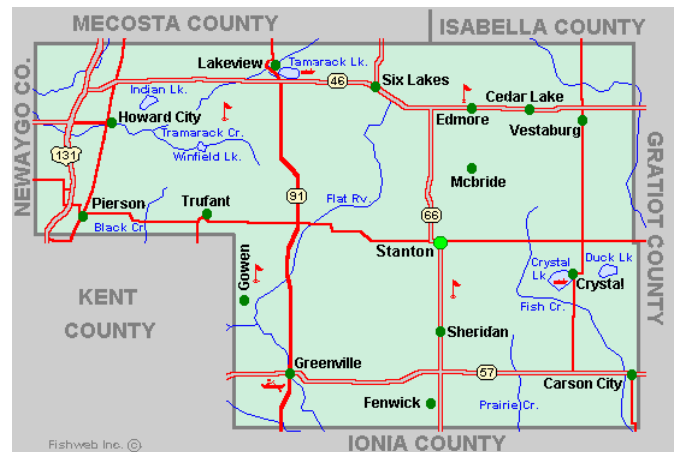 MECOSTA COUNTY
ISABELLA COUNTY
NEWAYGO CO.
GRATIOT COUNTY
KENT
COUNTY
IONIA COUNTY
Lakeview
Tamarack Lk.
46
Six Lakes
Indian Lk.
Cedar Lake
Howard City
Edmore
Vestaburg
Tramarack Cr.
Winfield Lk.
131
Mcbride
91
Pierson
Trufant
Flat Rv.
66
Black Cr
Stanton
Gowen
Crystal
Lk
Duck Lk
Crystal
Fish Cr.
Sheridan
Greenville
57
Carson City
Fenwick
Prairie Cr.
Fishweb Inc. ©